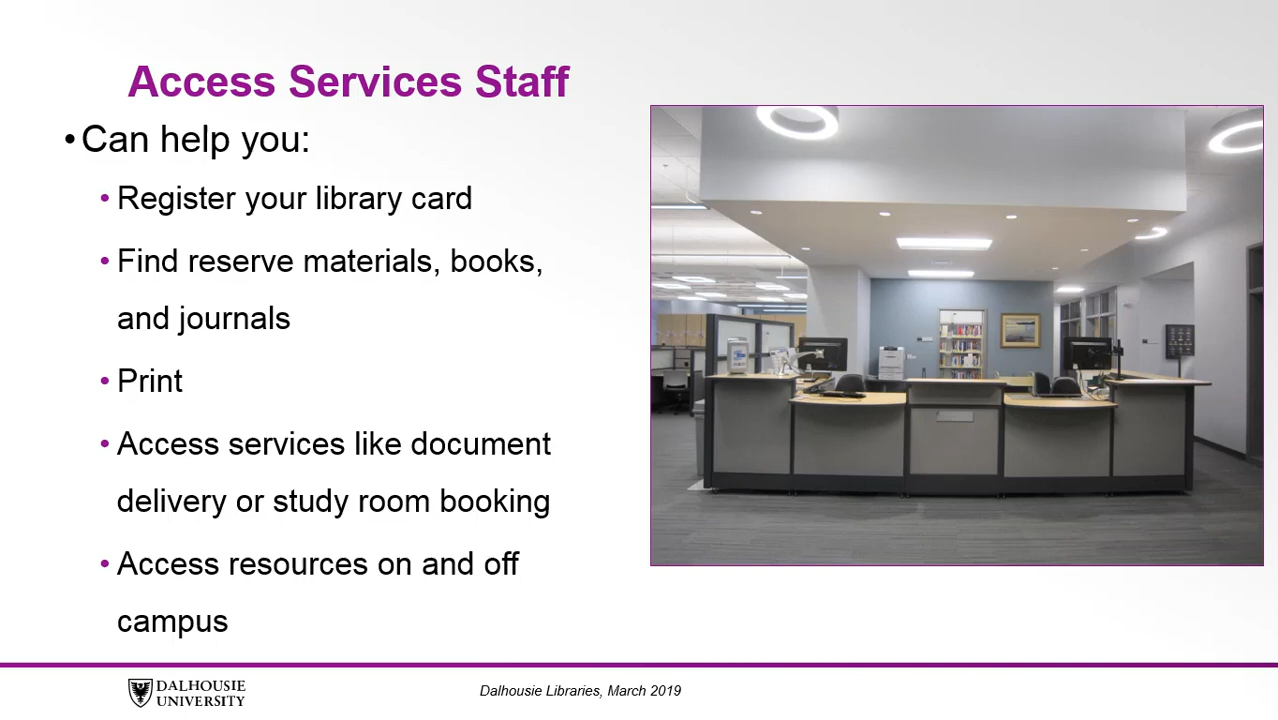 Access Services Staff
•Can help you:
• Register your library card
• Find reserve materials, books,
and journals
• Print
• Access services like document
delivery or study room booking
• Access resources on and off
campus
DALHOUSIE
UNIVERSITY
Dalhousie Libraries, March 2019